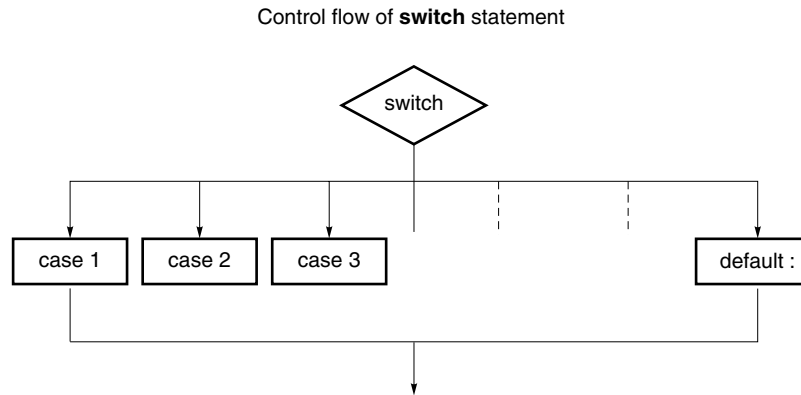 Control flow of switch statement
switch
case 1
case 2
case 3
default :